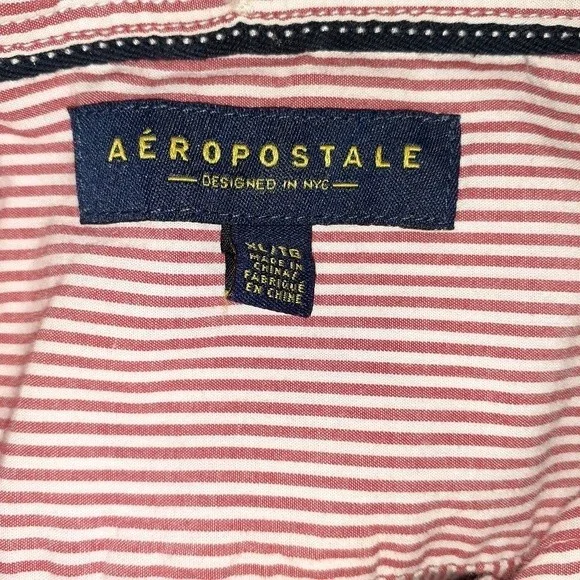 AÉROPOSTALE
DESIGNED IN NYC
XL/TG
MADE IN
CHINA/
FABRIQUÉ
EN CHINE